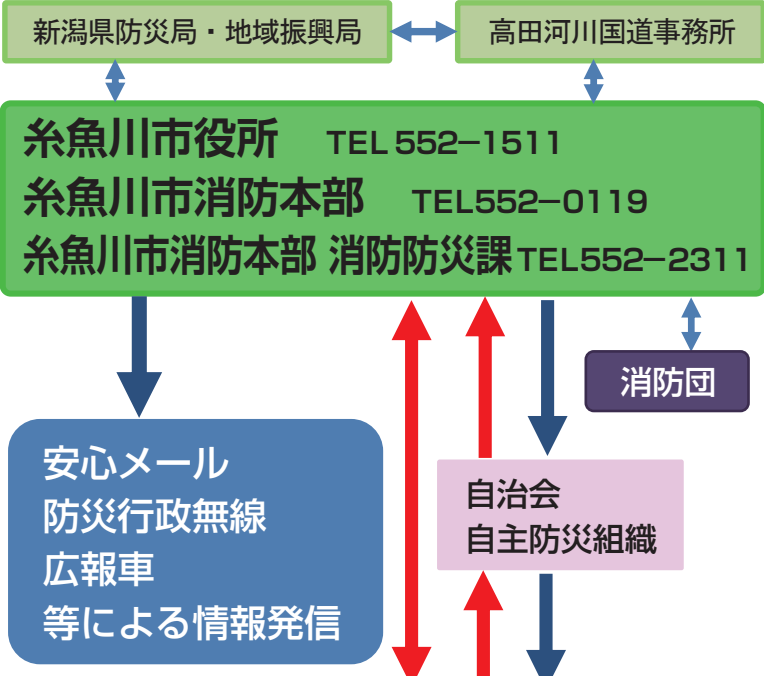 新潟県防災局・地域振興局
高田河川国道事務所
糸魚川市役所 TEL 552-1511
糸魚川市消防本部 TEL552-0119
糸魚川市消防本部 消防防災課 TEL552-2311
消防団
安心メール
防災行政無線
広報車
等による情報発信
自治会
自主防災組織